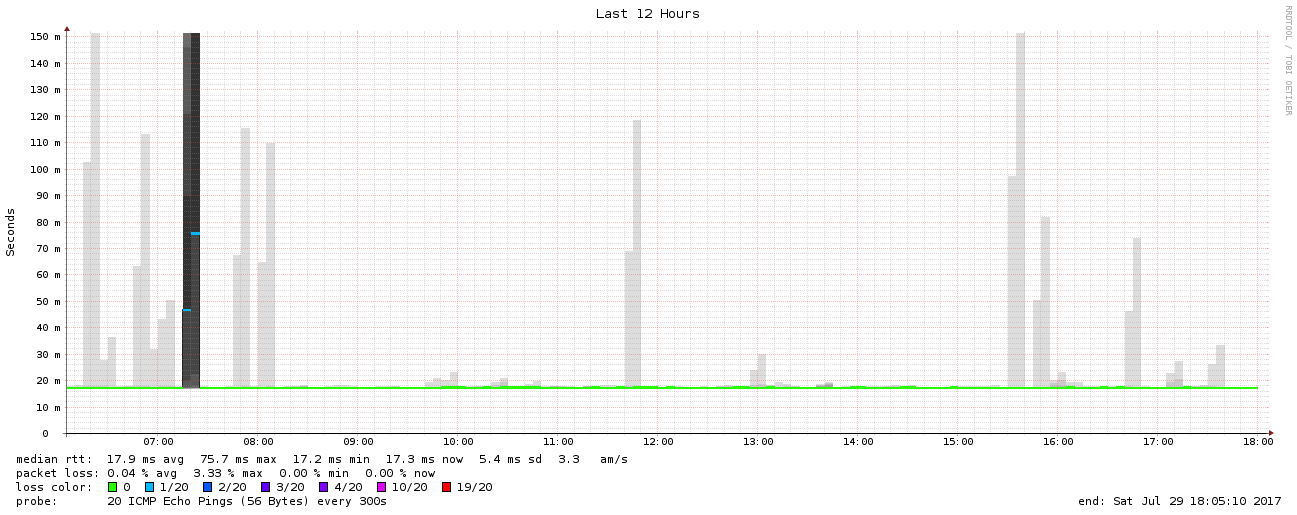 Last 12 Hours
RRDTOOL / TOBI OETIKER
Seconds
150 m
140 m
130 m
120 m
110 m
100 m
90 m
80 m
70 m
60 m
50 m
40 m
30 m
20 m
10 m
0
07:00 08:00 09:00 10:00 11:00 12:00 13:00 14:00 15:00 16:00 17:00 18:00
median rtt: 17.9 ms avg 75.7 ms max 17.2 ms min 17.3 ms now 5.4 ms sd 3.3 am/s
packet loss: 0.04 % avg 3.33 % max 0.00 % min 0.00 % now
loss color: 0 1/20 2/20 3/20 4/20 10/20 19/20
probe: 20 ICMP Echo Pings (56 Bytes) every 300s end: Sat Jul 29 18:05:10 2017